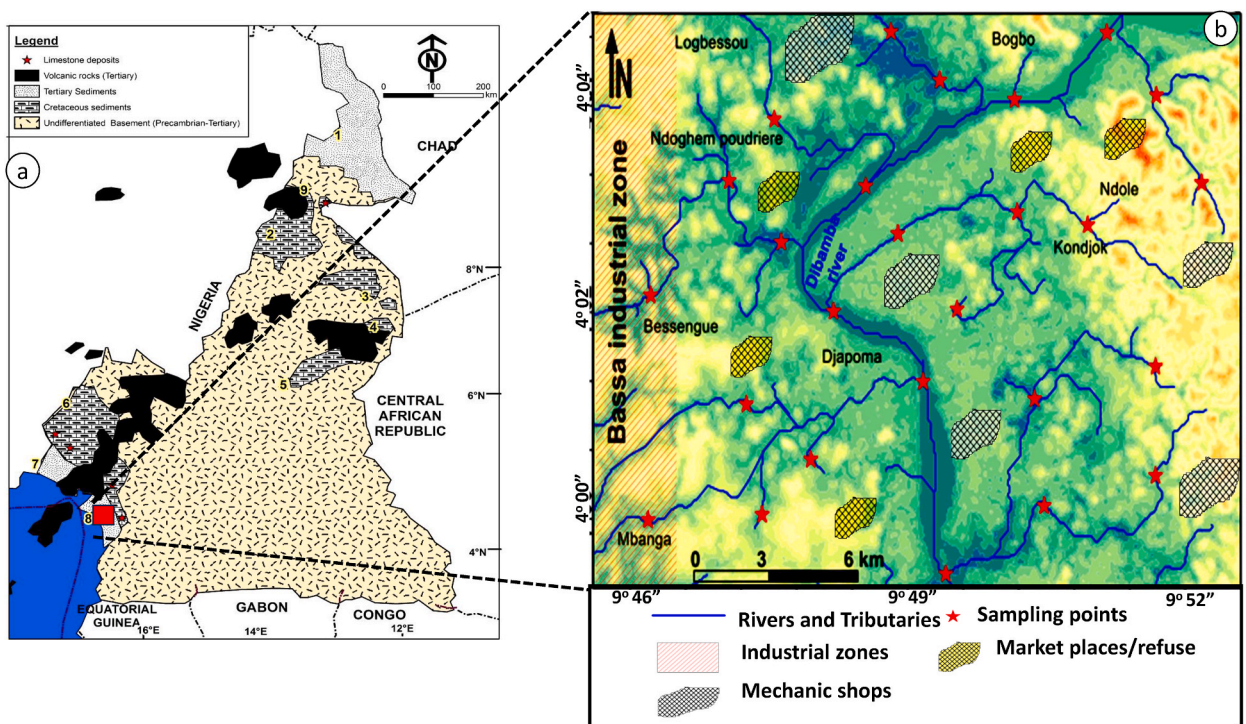 Legend
Limestone deposits
Volcanic rocks (Tertiary)
Tertiary Sediments
Cretaceous sediments
Undifferentiated Basement (Precambrian-Tertiary)
a
N
0 100 200
km
1
CHAD
9
2
8°N
NIGERIA
3
4
5
6°N
CENTRAL
AFRICAN
REPUBLIC
6
7
8
4°N
EQUATORIAL
GUINEA
GABON
CONGO
16°E
14°E
12°E
b
N
Logbessou
Bogbo
4° 04”
Ndoghem poudriere
Ndole
Kondjok
Dibamba
river
Bassa industrial zone
4° 02”
Bessengue
Djapoma
4° 00”
Mbanga
0 3 6 km
9° 46”
9° 49”
9° 52”
Rivers and Tributaries
Sampling points
Industrial zones
Market places/refuse
Mechanic shops